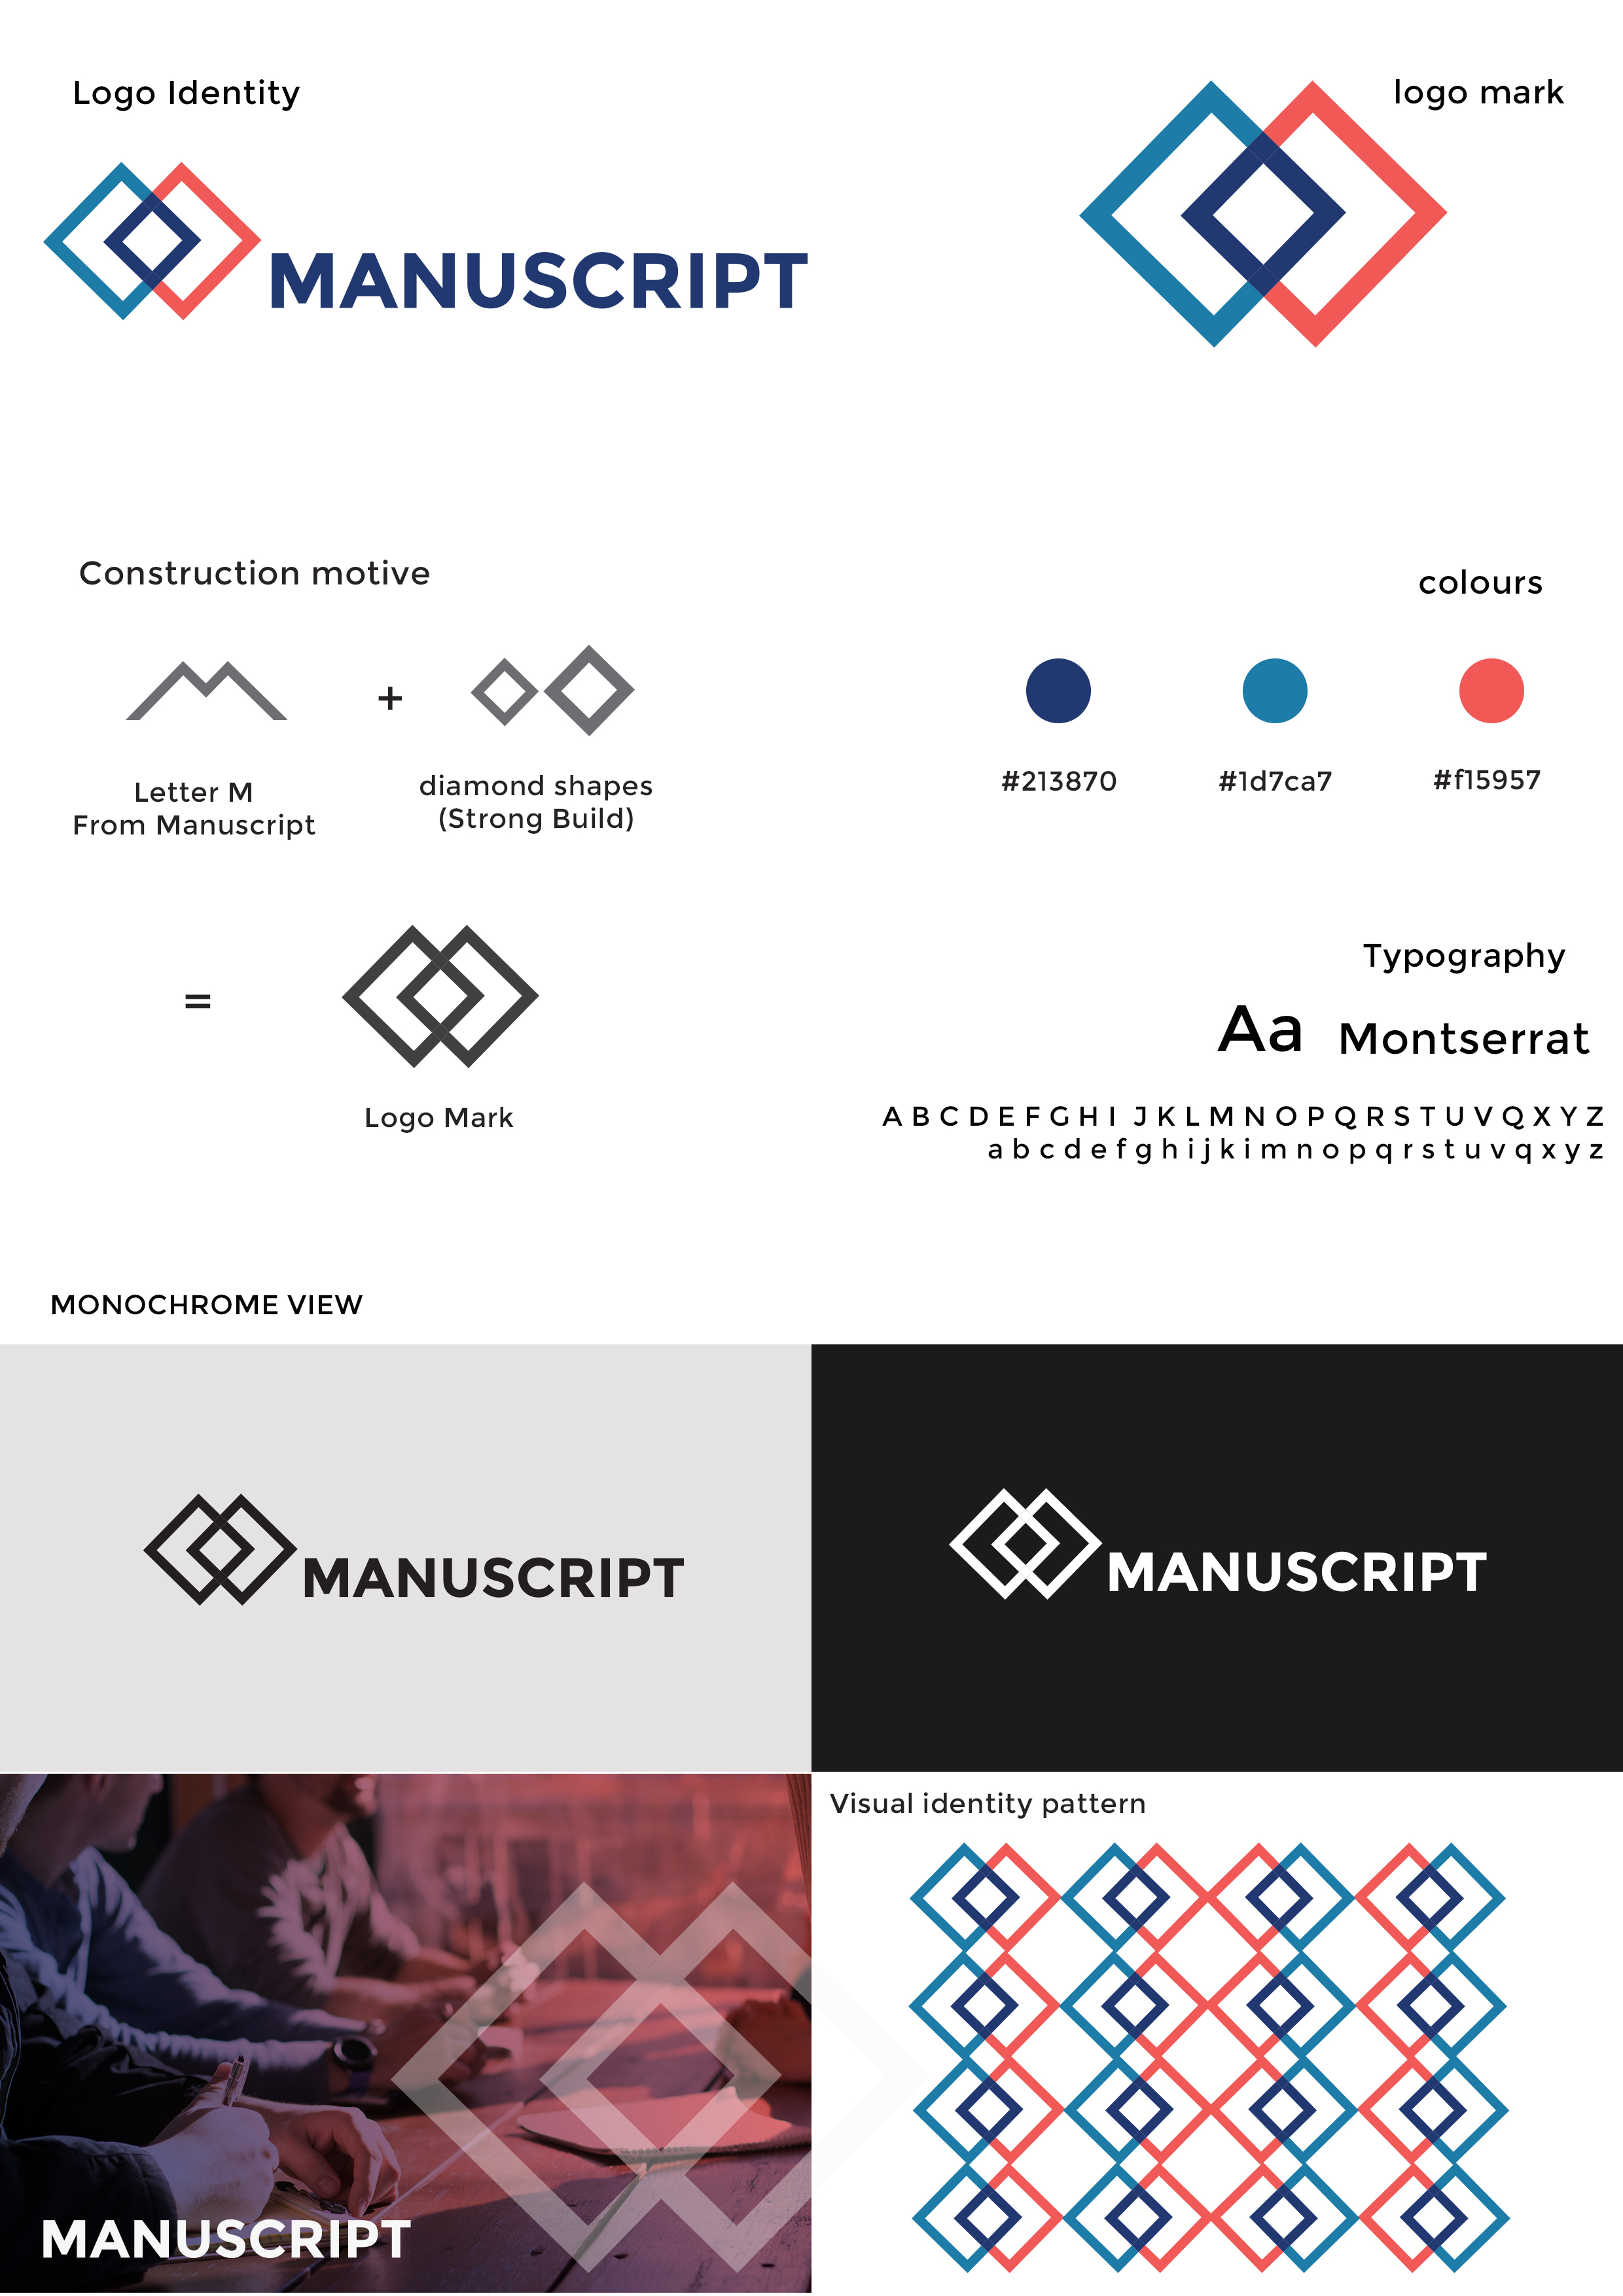 Logo Identity
logo mark
MANUSCRIPT
Construction motive
colours
+
Letter M
From Manuscript
diamond shapes
(Strong Build)
#213870
#1d7ca7
#f15957
=
Logo Mark
Typography
Aa Montserrat
A B C D E F G H I J K L M N O P Q R S T U V Q X Y Z
a b c d e f g h i j k i m n o p q r s t u v q x y z
MONOCHROME VIEW
MANUSCRIPT
MANUSCRIPT
Visual identity pattern
MANUSCRIPT